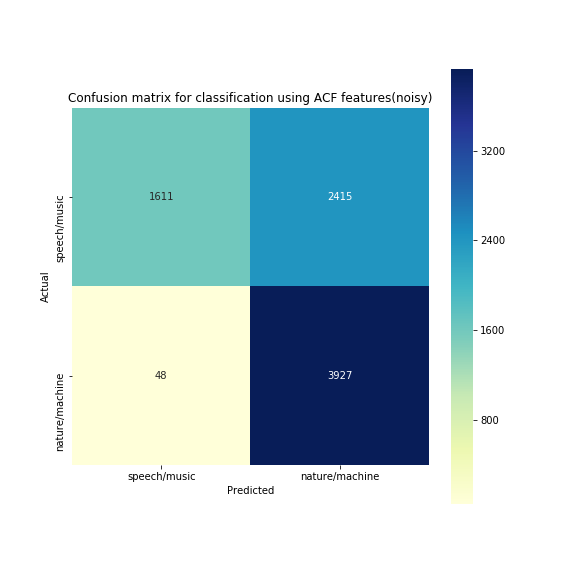 Confusion matrix for classification using ACF features(noisy)
speech/music
1611
2415
nature/machine
48
3927
Actual
speech/music
nature/machine
Predicted
3200
2400
1600
800